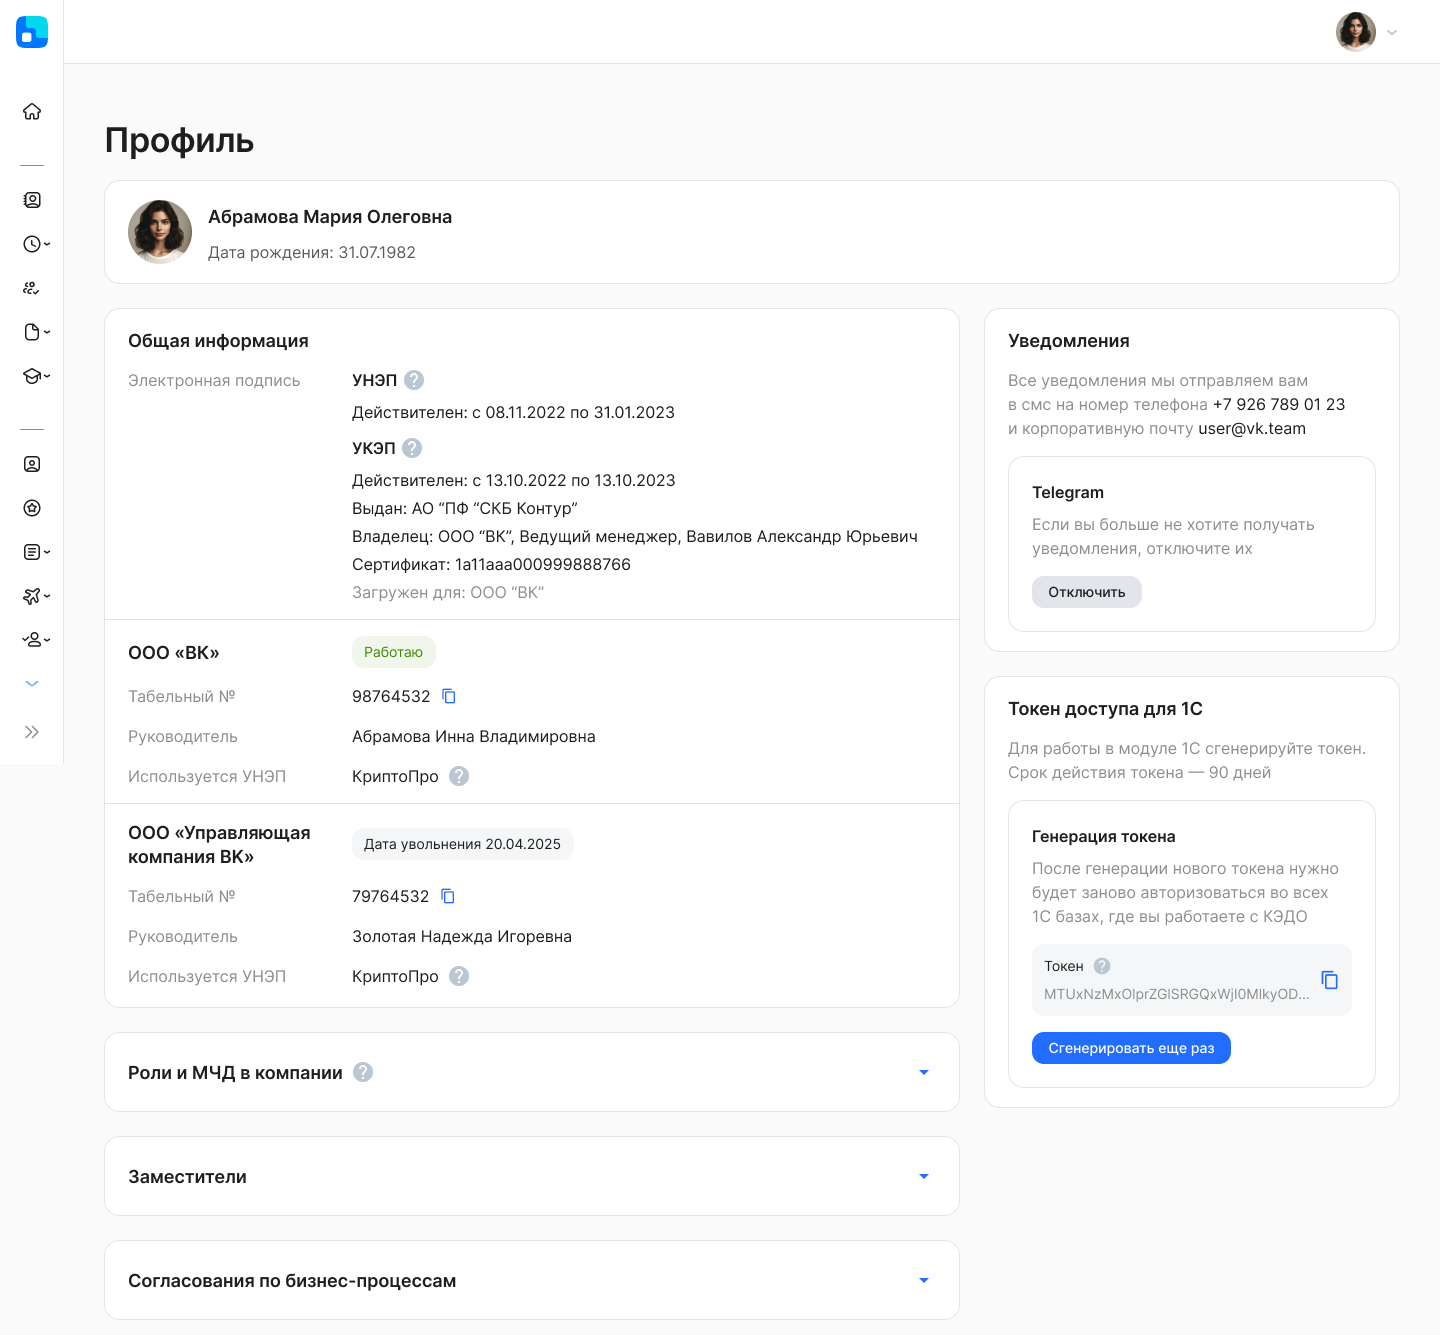 Профиль
Абрамова Мария Олеговна
Дата рождения: 31.07.1982
Общая информация
Электронная подпись
УНЭП
Действителен: с 08.11.2022 по 31.01.2023
УКЭП
Действителен: с 13.10.2022 по 13.10.2023
Выдан: АО “ПФ “СКБ Контур”
Владелец: ООО “ВК”, Ведущий менеджер, Вавилов Александр Юрьевич
Сертификат: 1a11aaa000999888766
Загружен для: ООО “ВК”
ООО «ВК»
Работаю
Табельный №
98764532
Руководитель
Абрамова Инна Владимировна
Используется УНЭП
КриптоПро
ООО «Управляющая
компания ВК»
Дата увольнения 20.04.2025
Табельный №
79764532
Руководитель
Золотая Надежда Игоревна
Используется УНЭП
КриптоПро
Роли и МЧД в компании
Заместители
Согласования по бизнес-процессам
Уведомления
Все уведомления мы отправляем вам
в смс на номер телефона +7 926 789 01 23
и корпоративную почту user@vk.team
Telegram
Если вы больше не хотите получать
уведомления, отключите их
Отключить
Токен доступа для 1С
Для работы в модуле 1С сгенерируйте токен.
Срок действия токена — 90 дней
Генерация токена
После генерации нового токена нужно
будет заново авторизоваться во всех
1С базах, где вы работаете с КЭДО
Токен
MTUxNzMxOlprZGlSRGQxWjI0MlkyOD...
Сгенерировать еще раз